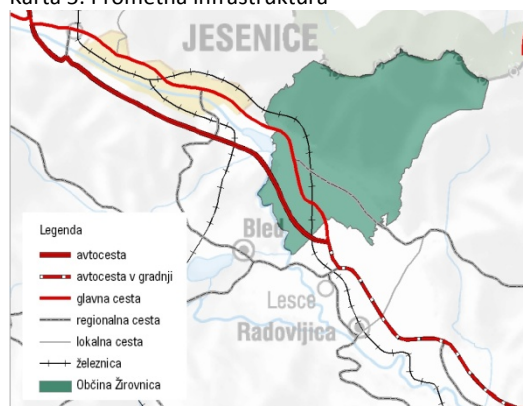 Karta 3: Prometna infrastruktura
JESENICE
Bled
Lesce
Radovljica
Legenda
avtocesta
avtocesta v gradnji
glavna cesta
regionalna cesta
lokalna cesta
železnica
Občina Žirovnica